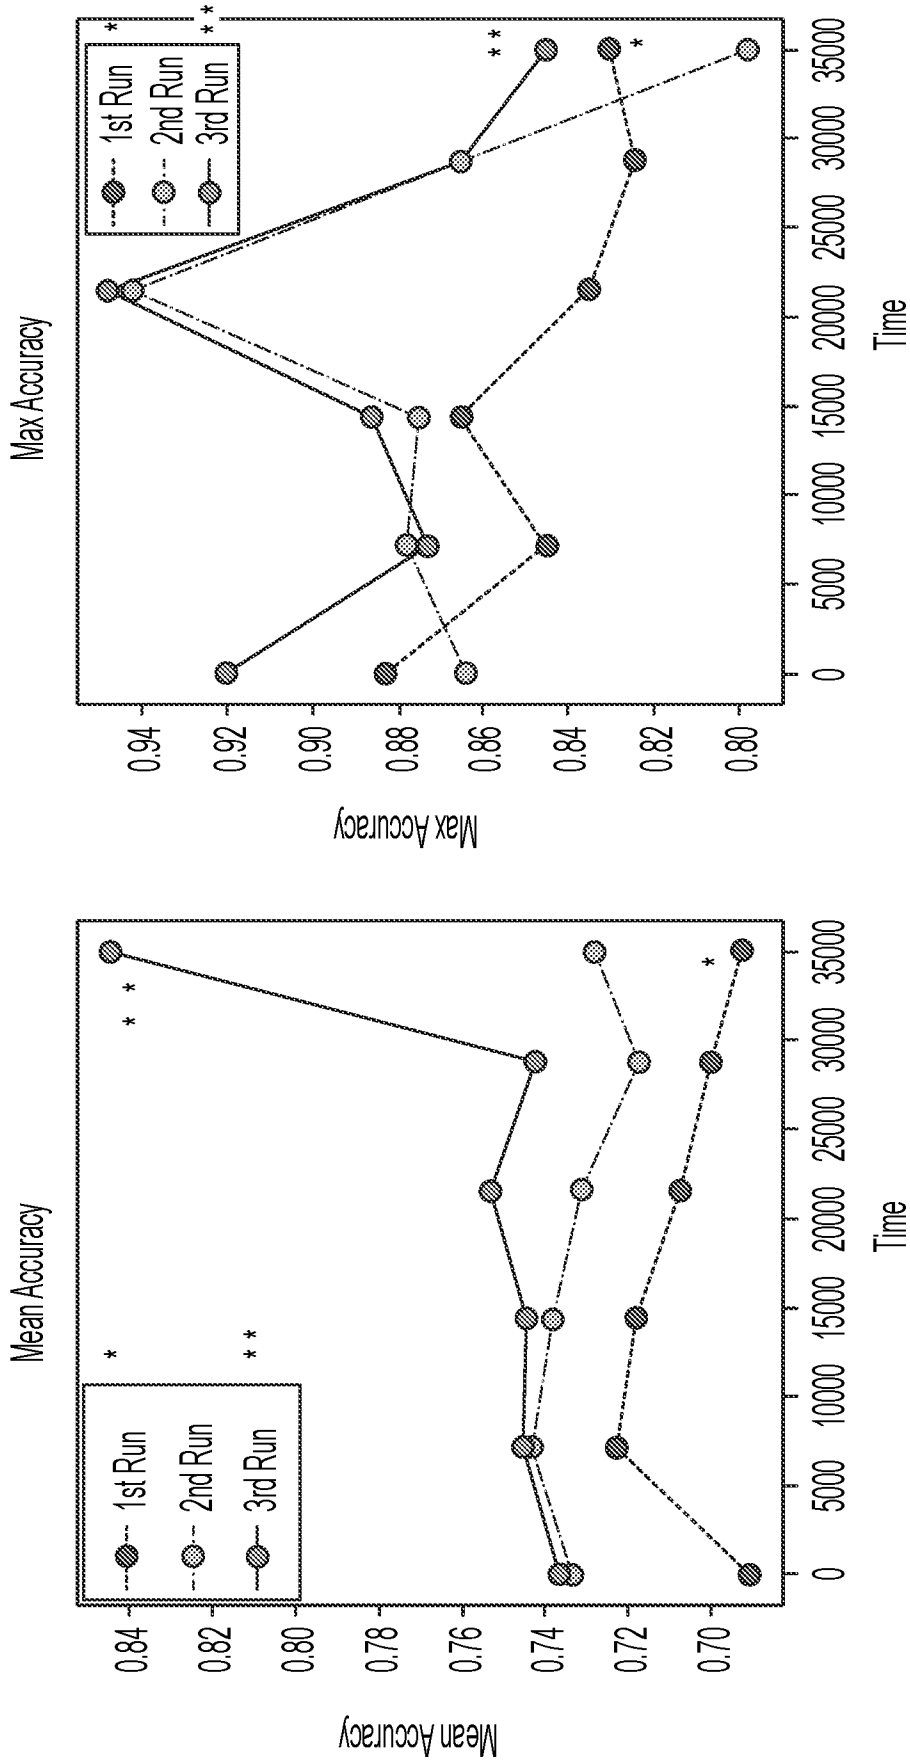 Mean Accuracy
Mean Accuracy
0.84
0.82
0.80
0.78
0.76
0.74
0.72
0.70
1st Run *
2nd Run
3rd Run **
**
*
0 5000 10000 15000 20000 25000 30000 35000
Time
Max Accuracy
Max Accuracy
0.94
0.92
0.90
0.88
0.86
0.84
0.82
0.80
1st Run *
2nd Run
3rd Run **
**
*
0 5000 10000 15000 20000 25000 30000 35000
Time